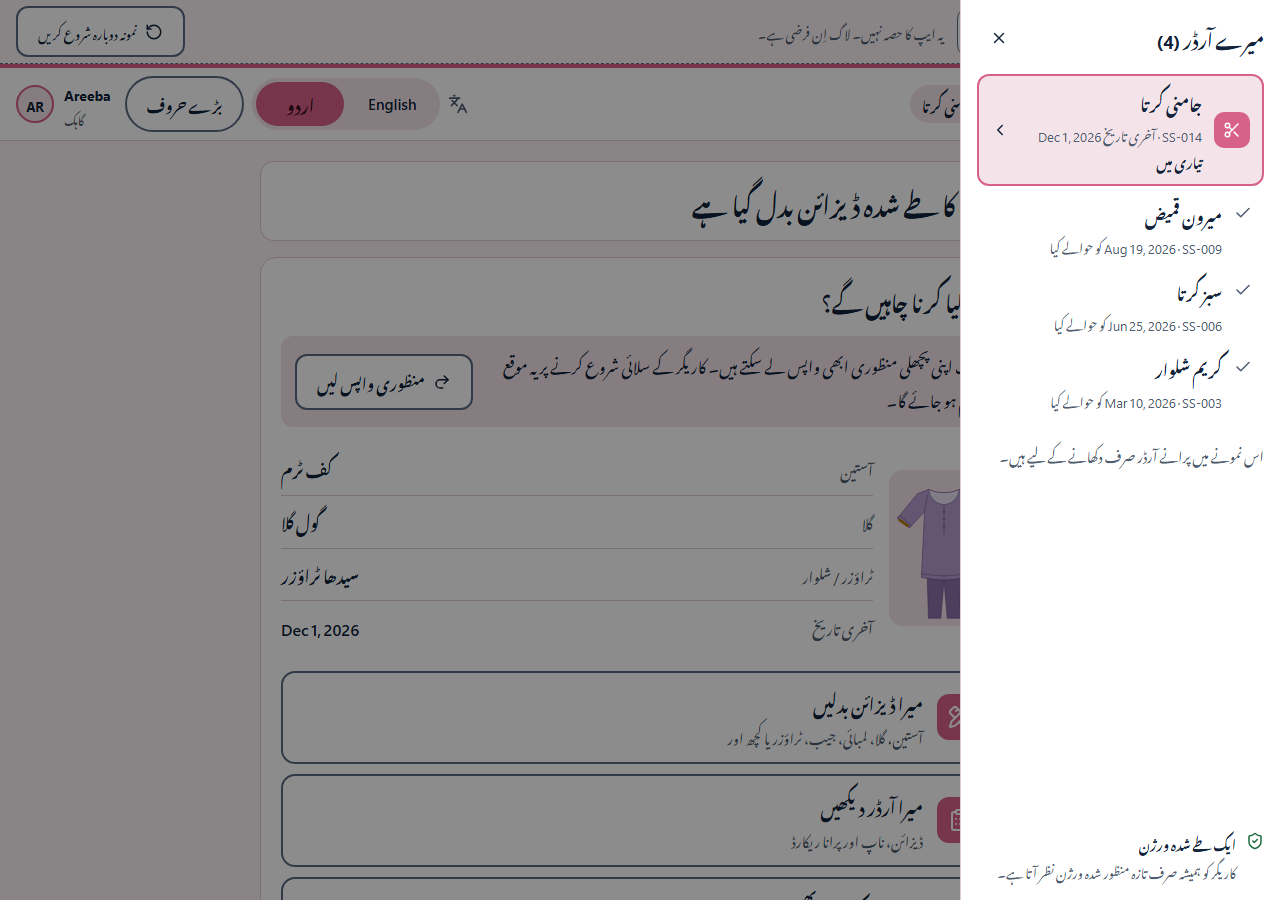 میرے آرڈر (4)
جامنی کرتا
SS-014 · آخری تاریخ Dec 1, 2026
تیاری میں
میرون قمیض
SS-009 · Aug 19, 2026 کو حوالے کیا
سبز کرتا
SS-006 · Jun 25, 2026 کو حوالے کیا
کریم شلوار
SS-003 · Mar 10, 2026 کو حوالے کیا
اس نمونے میں پرانے آرڈر صرف دکھانے کے لیے ہیں۔
ایک طے شدہ ورژن
کاریگر کو ہمیشہ صرف تازہ منظور شدہ ورژن نظر آتا ہے۔
یہ ایپ کا حصہ نہیں۔ لاگ اِن فرضی ہے۔
نمونہ دوبارہ شروع کریں
کرتا
English
اردو
بڑے حروف
Areeba
گاہک
AR
کا طے شدہ ڈیزائن بدل گیا ہے
کیا کرنا چاہیں گے؟
اپنی پچھلی منظوری ابھی واپس لے سکتے ہیں۔ کاریگر کے سلائی شروع کرنے پر یہ موقع
ہو جائے گا۔
منظوری واپس لیں
آستین
کف ٹرم
گلا
گول گلا
ٹراؤزر / شلوار
سیدھا ٹراؤزر
آخری تاریخ
Dec 1, 2026
میرا ڈیزائن بدلیں
آستین، گلا، لمبائی، جیب، ٹراؤزر یا کچھ اور
میرا آرڈر دیکھیں
ڈیزائن، ناپ اور پرانا ریکارڈ